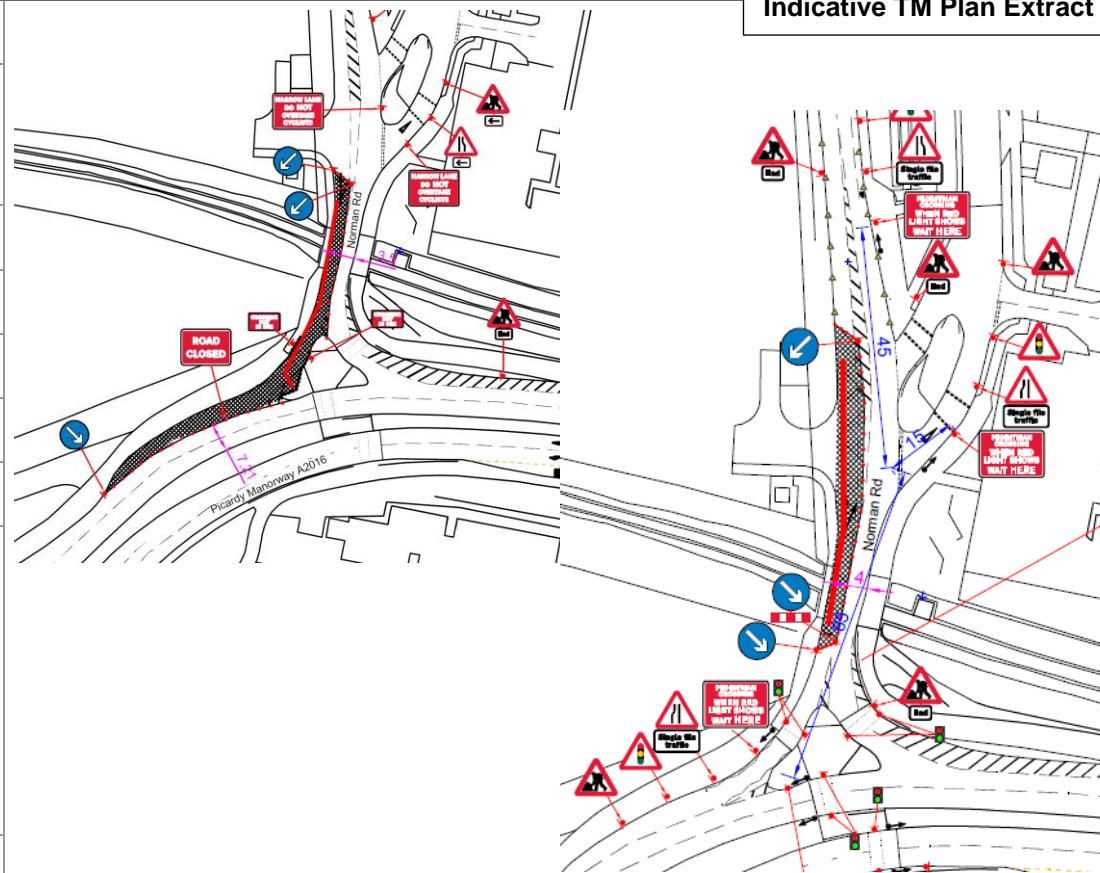 Indicative TM Plan Extract
NARROW LANE
DO NOT
OVERTAKE
CYCLISTS
NARROW LANE
DO NOT
OVERTAKE
CYCLISTS
Norman Rd
ROAD
CLOSED
End
7.21
Picardy Manorway A2016
End
Single file
traffic
PEDESTRIAN
CROSSING
WHEN RED
LIGHT SHOWS
WAIT HERE
End
45
15
Single file
traffic
PEDESTRIAN
CROSSING
WHEN RED
LIGHT SHOWS
WAIT HERE
Norman Rd
4
PEDESTRIAN
CROSSING
WHEN RED
LIGHT SHOWS
WAIT HERE
Single file
traffic
End